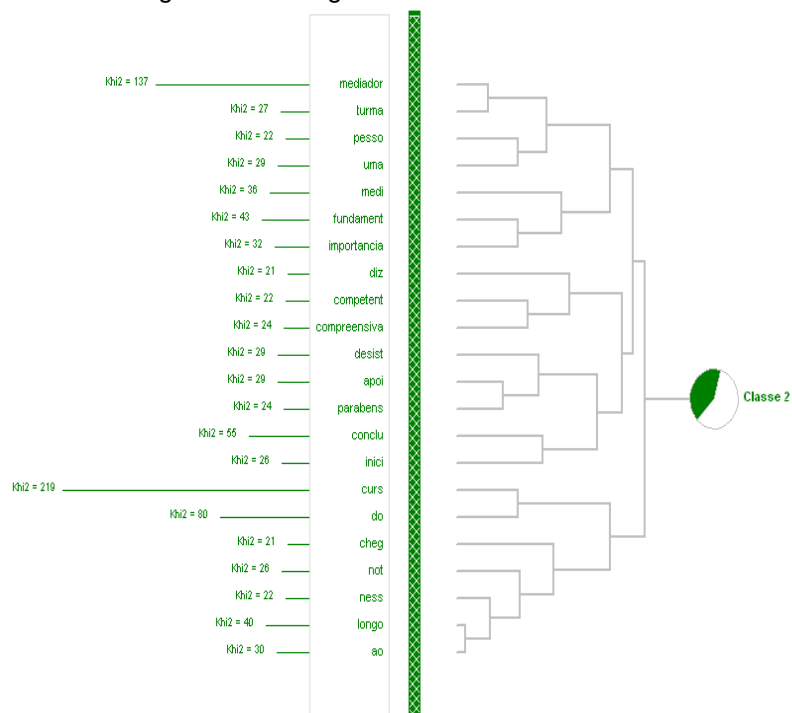 Khi2 = 137 mediador
Khi2 = 27 turma
Khi2 = 22 pesso
Khi2 = 29 uma
Khi2 = 36 medi
Khi2 = 43 fundament
Khi2 = 32 importancia
Khi2 = 21 diz
Khi2 = 22 competent
Khi2 = 24 compreensiva
Khi2 = 29 desist
Khi2 = 29 apoi
Classe 2
Khi2 = 24 parabens
Khi2 = 55 conclu
Khi2 = 26 inici
Khi2 = 219 curs
Khi2 = 80 do
Khi2 = 21 cheg
Khi2 = 26 not
Khi2 = 22 ness
Khi2 = 40 longo
Khi2 = 30 ao